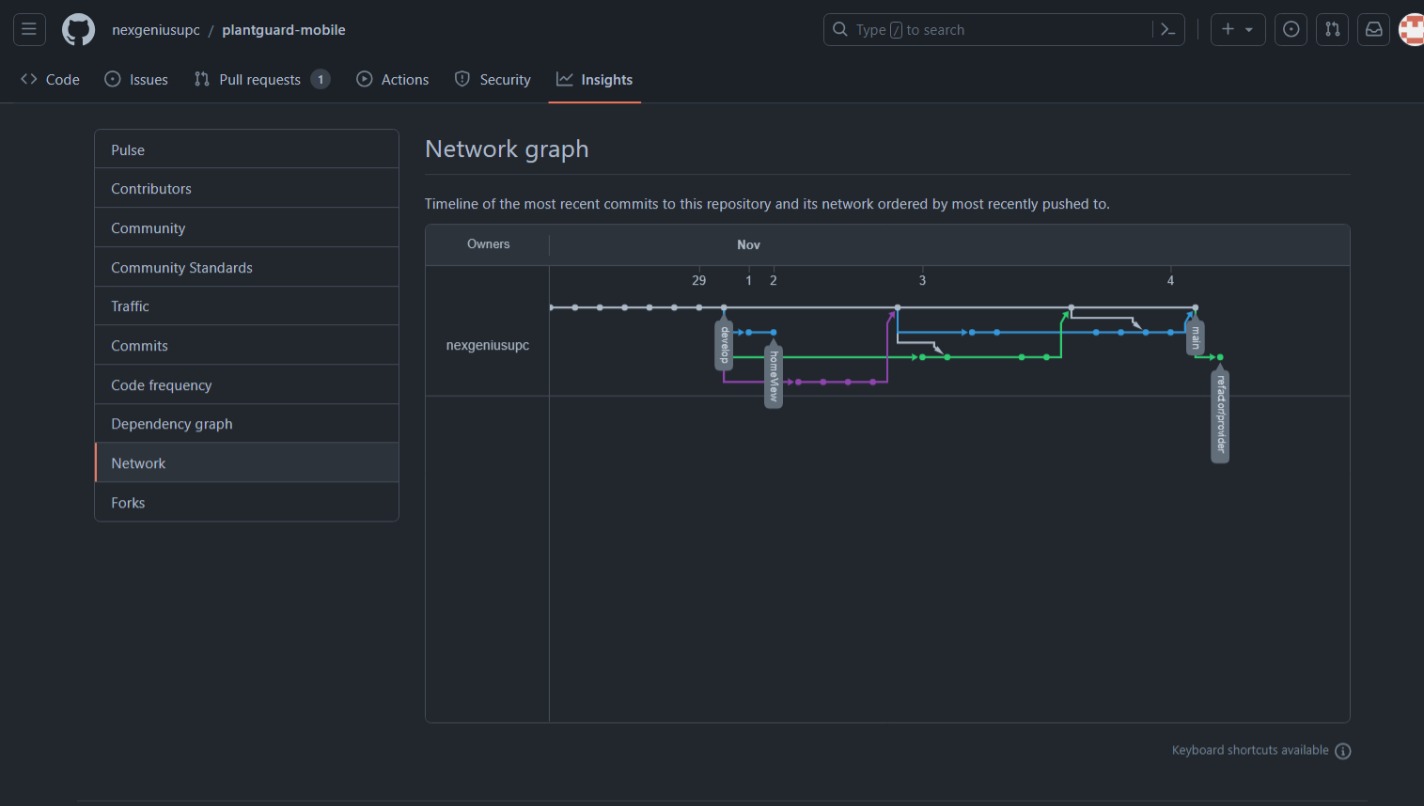 nexgeniusupc / plantguard-mobile
Type / to search
Code Issues Pull requests 1 Actions Security Insights
Pulse
Contributors
Community
Community Standards
Traffic
Commits
Code frequency
Dependency graph
Network
Forks
Network graph
Timeline of the most recent commits to this repository and its network ordered by most recently pushed to.
Owners Nov
29 1 2 3 4
nexgeniusupc
develop
homeView
main
refactor/provider
Keyboard shortcuts available